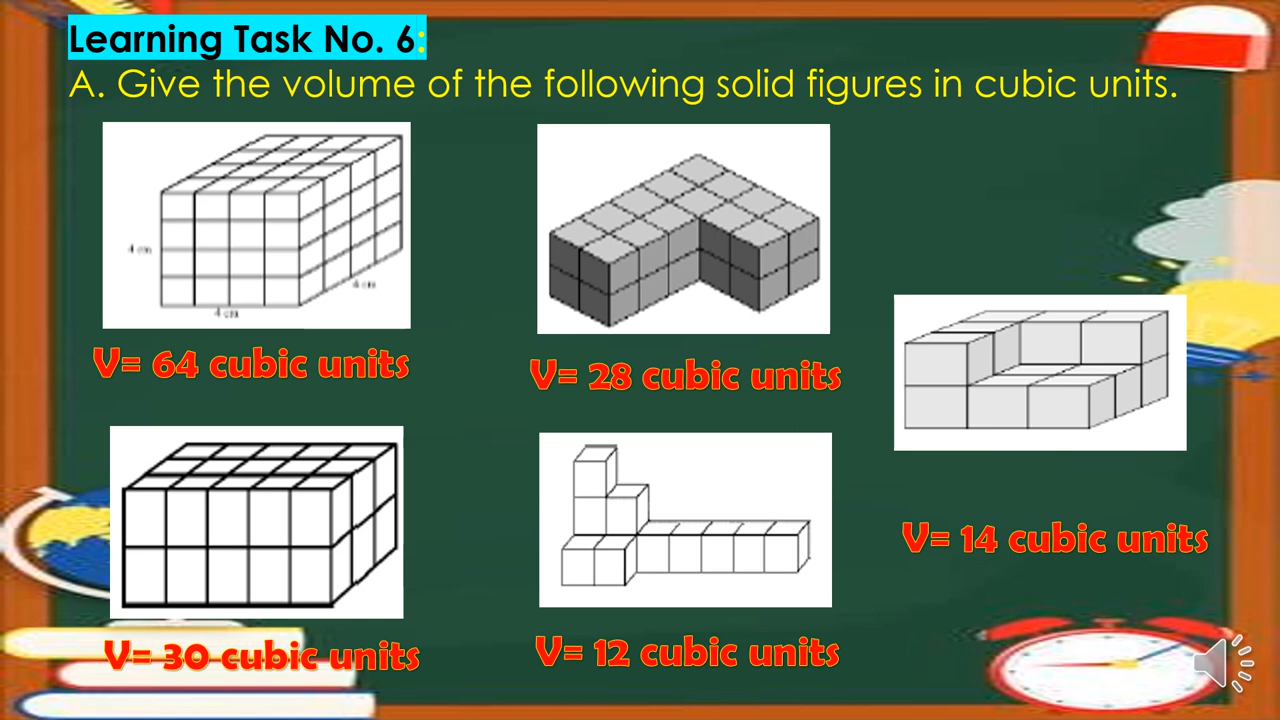 Learning Task No. 6:
A. Give the volume of the following solid figures in cubic units.
4 cm
4 cm
4 cm
V= 64 cubic units
V= 28 cubic units
V= 14 cubic units
V= 30 cubic units
V= 12 cubic units